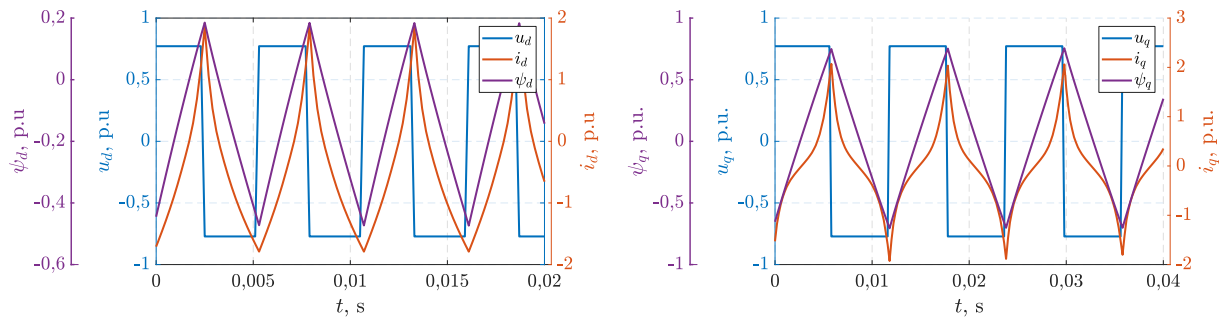 0,2
0
-0,2
-0,4
-0,6
ψd, p.u
1
0,5
0
-0,5
-1
ud, p.u
ud
id
ψd
2
1
0
-1
-2
id, p.u
0
0,005
0,01
0,015
0,02
t, s
1
0,5
0
-0,5
-1
ψq, p.u.
1
0,5
0
-0,5
-1
uq, p.u.
uq
iq
ψq
3
2
1
0
-1
-2
iq, p.u.
0
0,01
0,02
0,03
0,04
t, s